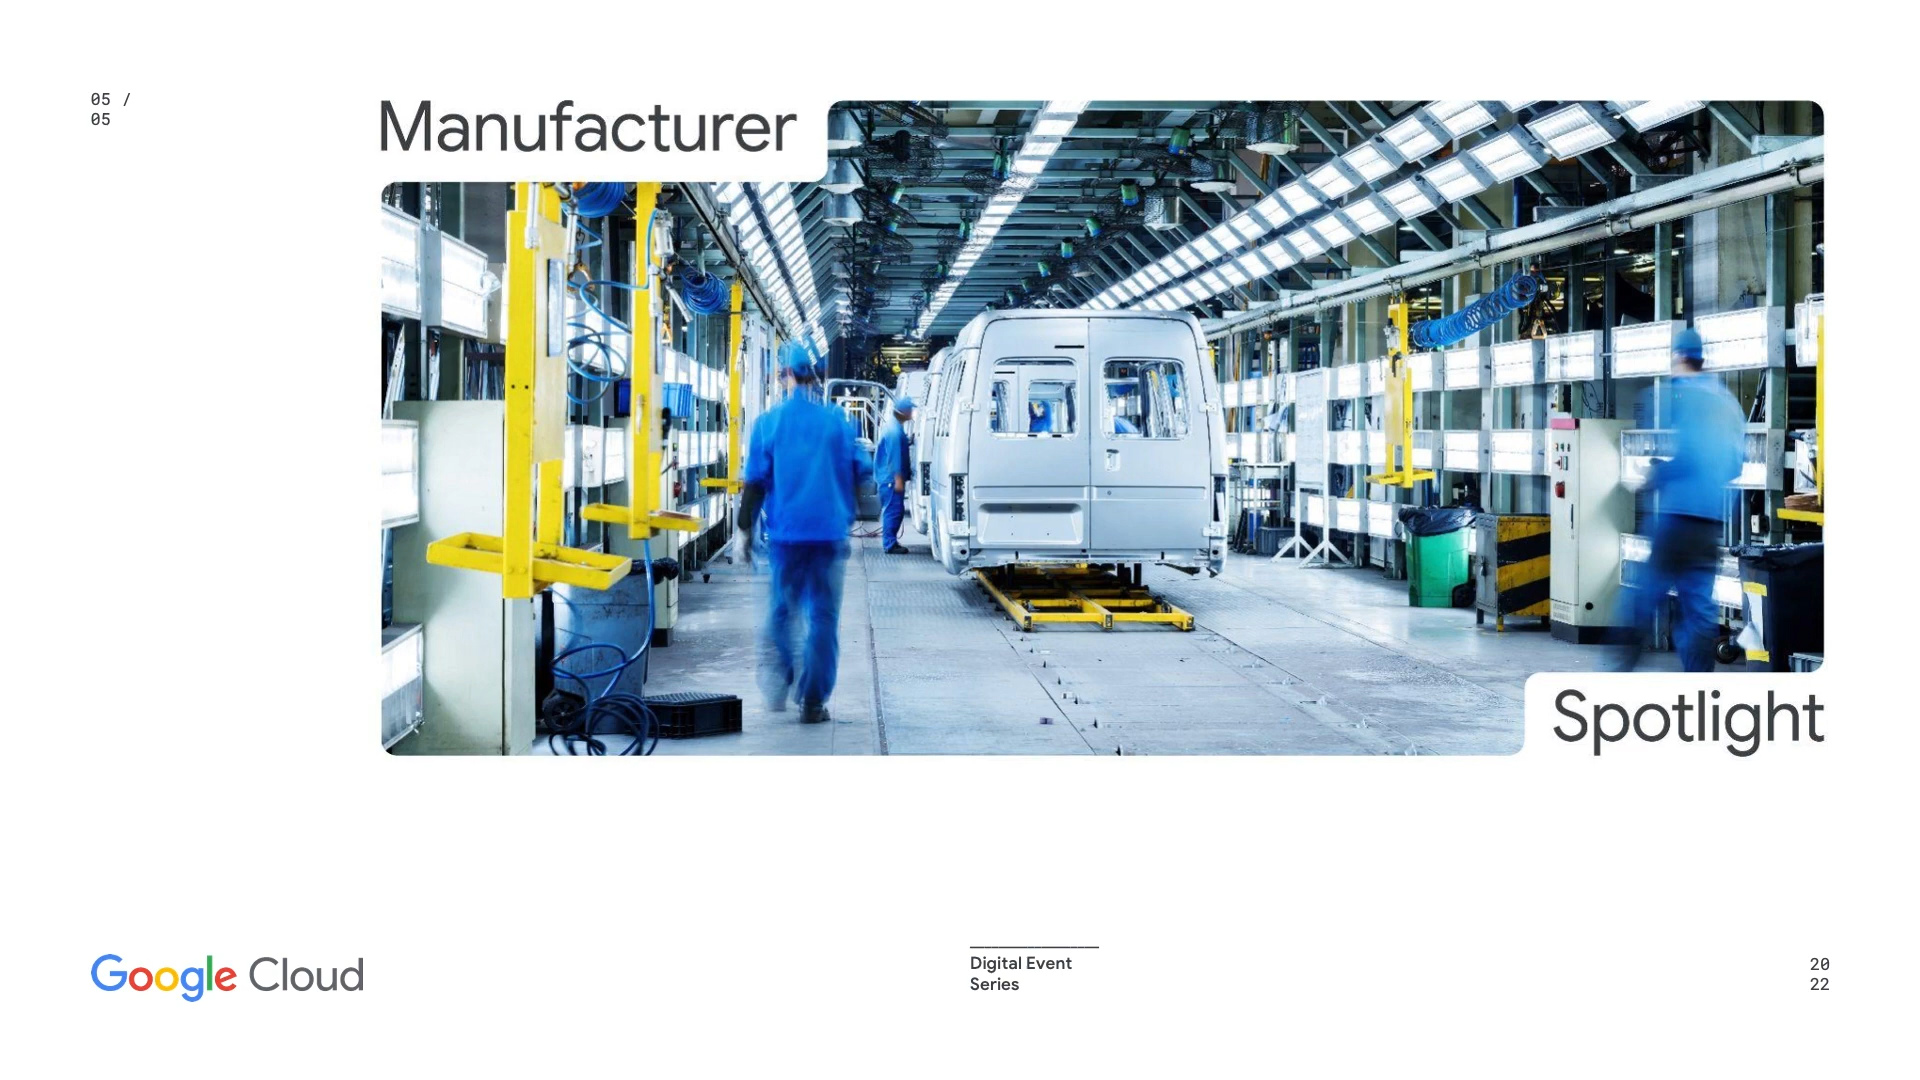 05 /
05
Manufacturer
Spotlight
Google Cloud
Digital Event
Series
20
22